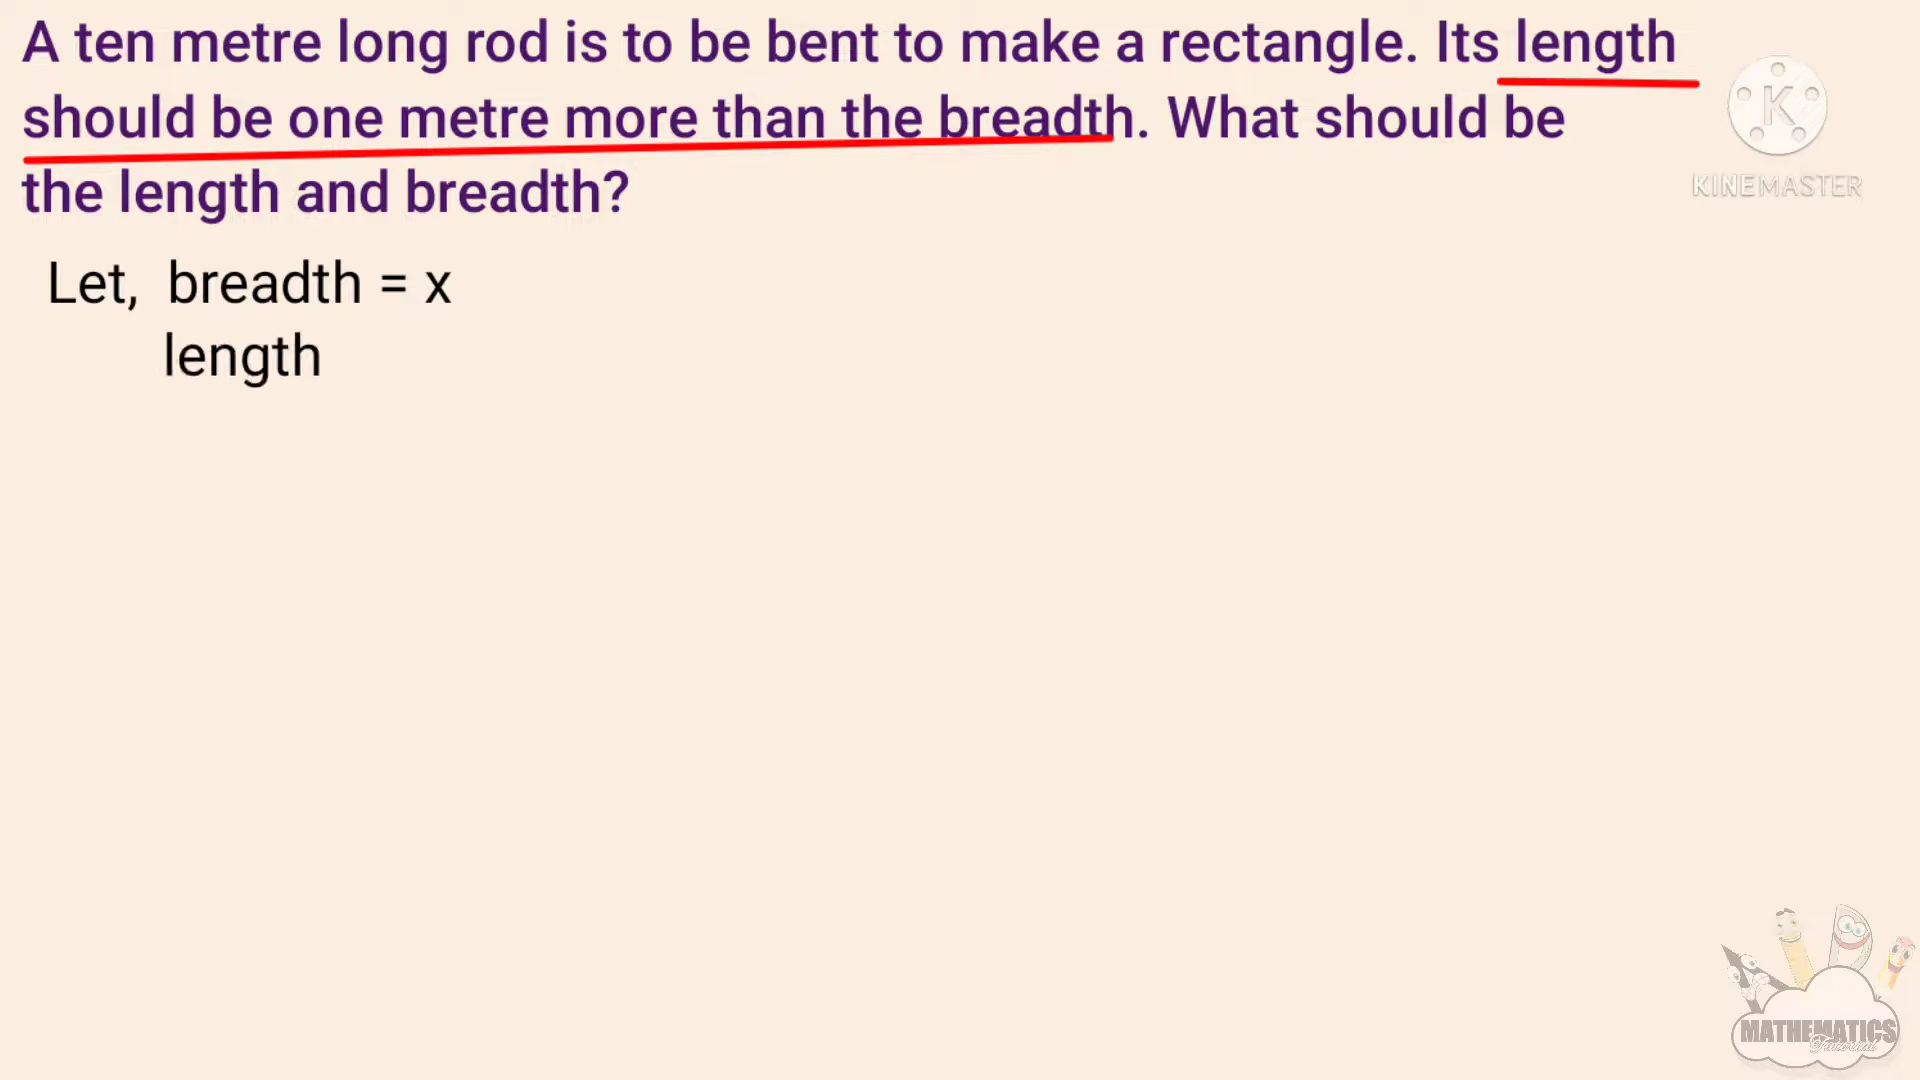 A ten metre long rod is to be bent to make a rectangle. Its length
should be one metre more than the breadth. What should be
the length and breadth?
K
KINEMASTER
Let, breadth = x
length
MATHEMATICS
Tutorial